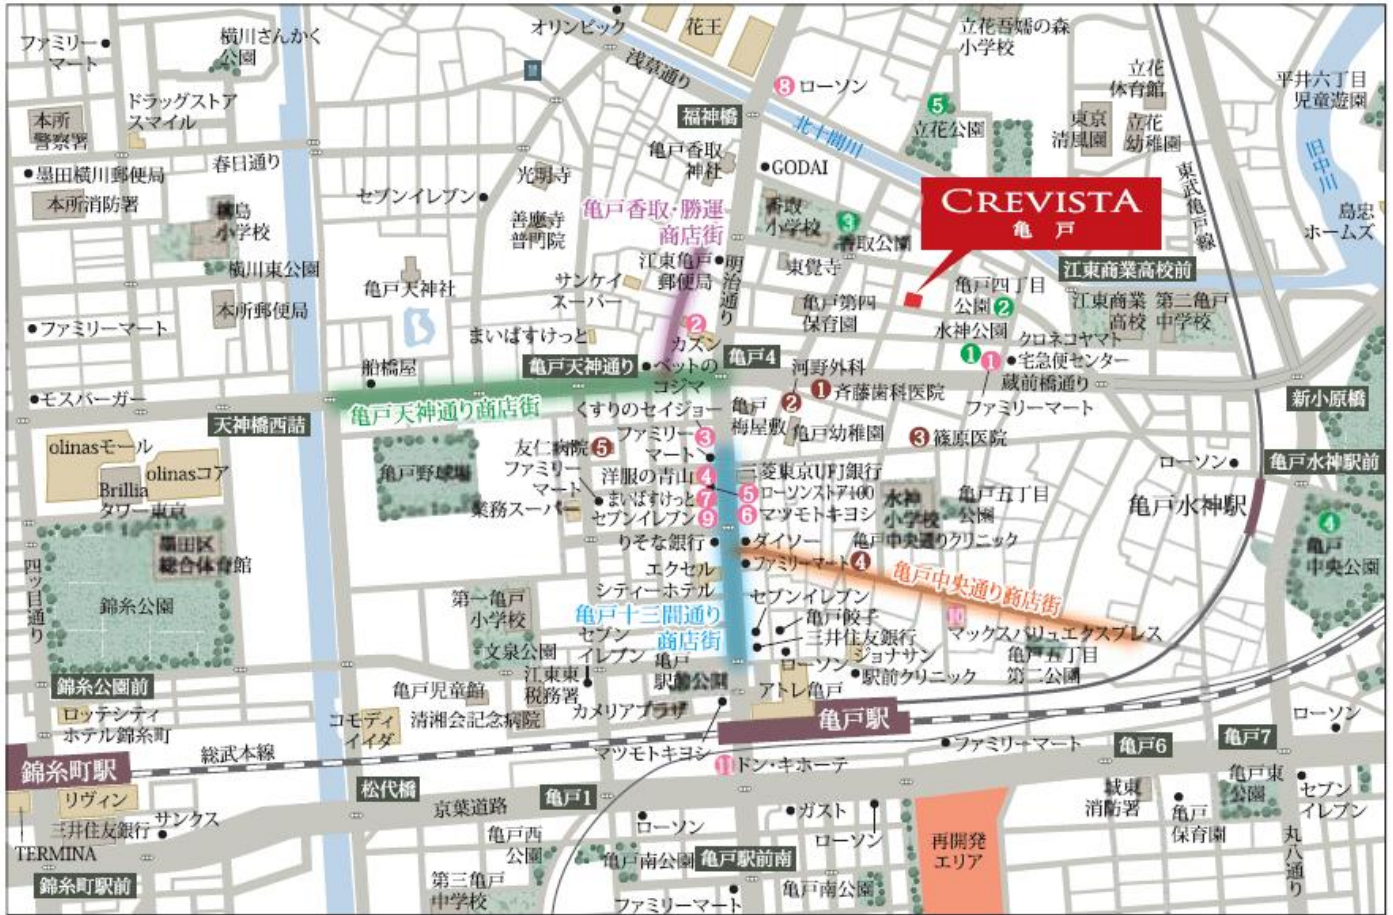 オリンピック
花王
立花吾嬬の森
小学校
ファミリー
マート
横川さんかく
公園
浅草通り
⑧ローソン
立花
体育館
平井六丁目
児童遊園
ドラッグストア
スマイル
福神橋
北十間川
⑤
立花公園
東京
清風園
立花
幼稚園
本所
警察署
春日通り
亀戸香取
神社
GODAI
旧中川
東武亀戸線
墨田横川郵便局
本所消防署
セブンイレブン
光明寺
善應寺
普門院
亀戸香取・勝運
商店街
香取
小学校
③
香取公園
CREVISTA
亀戸
島忠
ホームズ
小学校
横川東公園
江東亀戸
郵便局
明治通り
東覺寺
江東商業高校前
亀戸天神社
サンケイ
スーパー
亀戸第四
保育園
亀戸四丁目
公園②
江東商業
高校
第二亀戸
中学校
本所郵便局
ファミリーマート
まいばすけっと
②
カスン
水神公園
①
①
クロネコヤマト
宅急便センター
船橋屋
亀戸天神通り
ペットの
コジマ
亀戸4
河野外科
①斉藤歯科医院
蔵前橋通り
モスバーガー
天神橋西詰
亀戸天神通り商店街
くすりのセイジョー
亀戸
梅屋敷
②
ファミリーマート
新小原橋
olinasモール
olinasコア
Brillia
タワー東京
亀戸野球場
友仁病院⑤
ファミリー③
マート
亀戸幼稚園
③篠原医院
ローソン
亀戸水神駅前
ファミリー
マート
洋服の青山④
まいばすけっと⑦
三菱東京UFJ銀行
⑤ローソンストア100
水神
小学校
亀戸五丁目
公園
亀戸水神駅
業務スーパー
セブンイレブン⑨
⑥マツモトキヨシ
墨田区
総合体育館
りそな銀行
ダイソー
亀戸中央通りクリニック
④
亀戸
中央公園
四ッ目通り
錦糸公園
エクセル
シティーホテル
ファミリーマート④
亀戸中央通り商店街
第一亀戸
小学校
亀戸十三間通り
商店街
セブンイレブン
亀戸餃子
三井住友銀行
⑩
マックスバリュエクスプレス
文泉公園
セブン
イレブン
亀戸
駅前公園
ローソン
ジョナサン
駅前クリニック
亀戸五丁目
第二公園
錦糸公園前
亀戸児童館
江東東
税務署
アトレ亀戸
ロッテシティ
ホテル錦糸町
コモディ
イイダ
清湘会記念病院
カメリアプラザ
亀戸駅
ローソン
総武本線
マツモトキヨシ
ファミリーマート
亀戸6
亀戸7
錦糸町駅
⑪ドン・キホーテ
リヴィン
松代橋
京葉道路
亀戸1
城東
消防署
亀戸東
公園
セブン
イレブン
三井住友銀行
サンクス
ローソン
ガスト
ローソン
再開発
エリア
亀戸
保育園
丸八通り
TERMINA
錦糸町駅前
亀戸西
公園
亀戸南公園
亀戸駅前南
第三亀戸
中学校
ファミリーマート
亀戸南公園